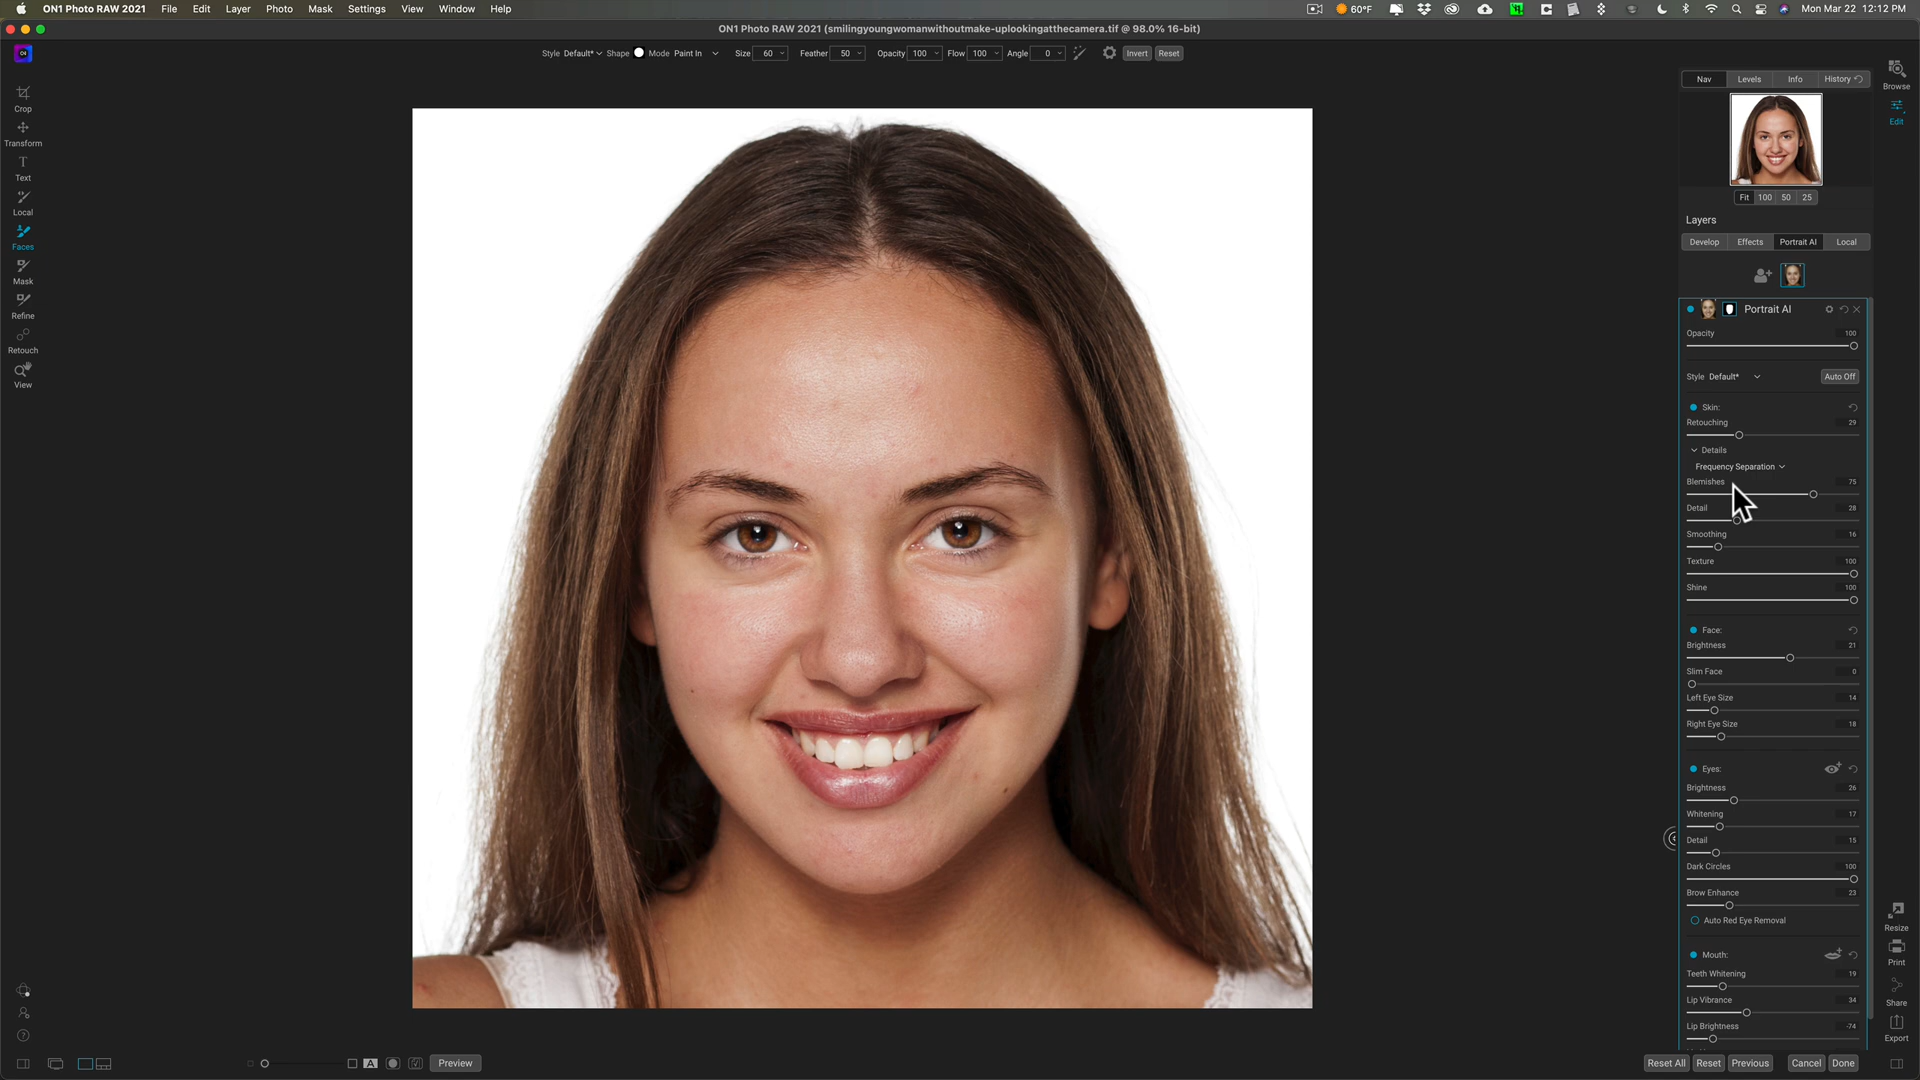 ON1 Photo RAW 2021 File Edit Layer Photo Mask Settings View Window Help 60°F Mon Mar 22 12:12 PM
ON1 Photo RAW 2021 (smilingyoungwomanwithoutmake-uplookingatthecamera.tif @ 98.0% 16-bit)
Style Default* Shape Mode Paint In Size 60 Feather 50 Opacity 100 Flow 100 Angle 0 Invert Reset
Crop
Transform
Text
Local
Faces
Mask
Refine
Retouch
View
Nav Levels Info History
Fit 100 50 25
Layers
Develop Effects Portrait AI Local
Portrait AI
Opacity 100
Style Default* Auto Off
Skin:
Retouching 29
Details
Frequency Separation
Blemishes 75
Detail 28
Smoothing 16
Texture 100
Shine 100
Face:
Brightness 21
Slim Face 0
Left Eye Size 14
Right Eye Size 18
Eyes:
Brightness 26
Whitening 17
Detail 15
Dark Circles 100
Brow Enhance 23
Auto Red Eye Removal
Mouth:
Teeth Whitening 19
Lip Vibrance 34
Lip Brightness -74
Browse
Edit
Resize
Print
Share
Export
A Preview
Reset All Reset Previous Cancel Done